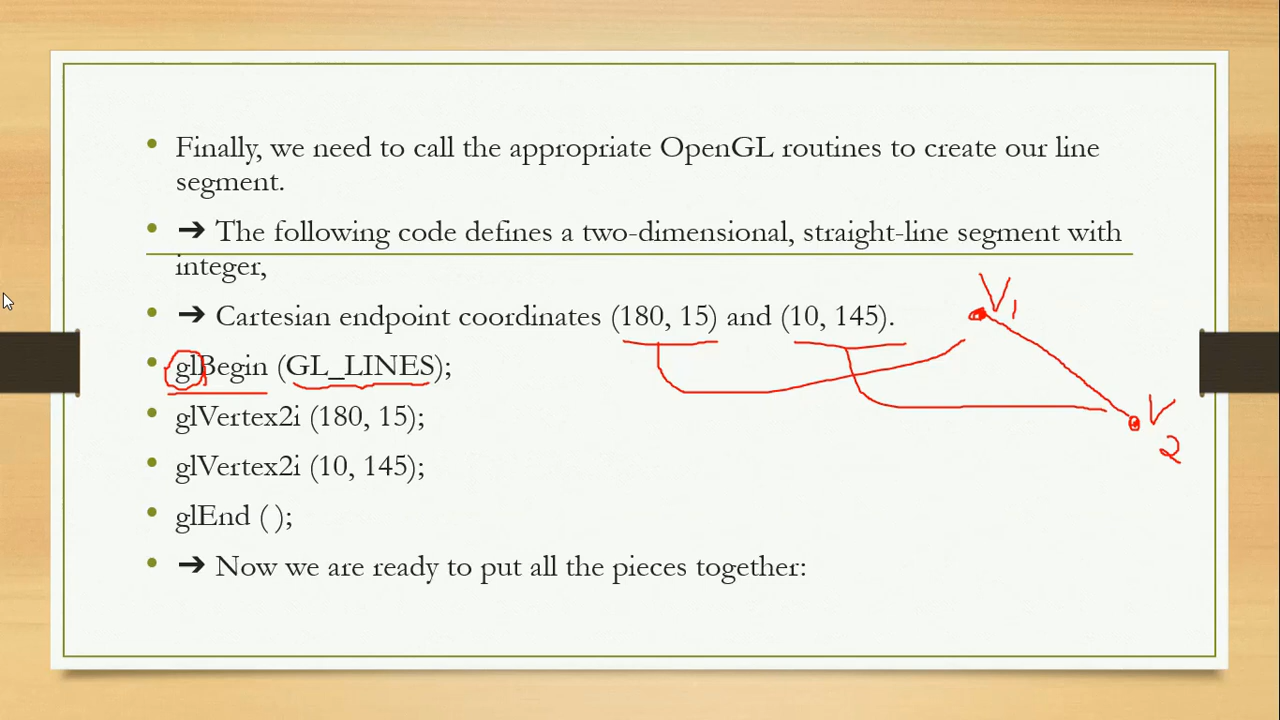 • Finally, we need to call the appropriate OpenGL routines to create our line
segment.
• ➔ The following code defines a two-dimensional, straight-line segment with
integer,
• ➔ Cartesian endpoint coordinates (180, 15) and (10, 145).
V1
• glBegin (GL_LINES);
• glVertex2i (180, 15);
V2
• glVertex2i (10, 145);
• glEnd ( );
• ➔ Now we are ready to put all the pieces together: